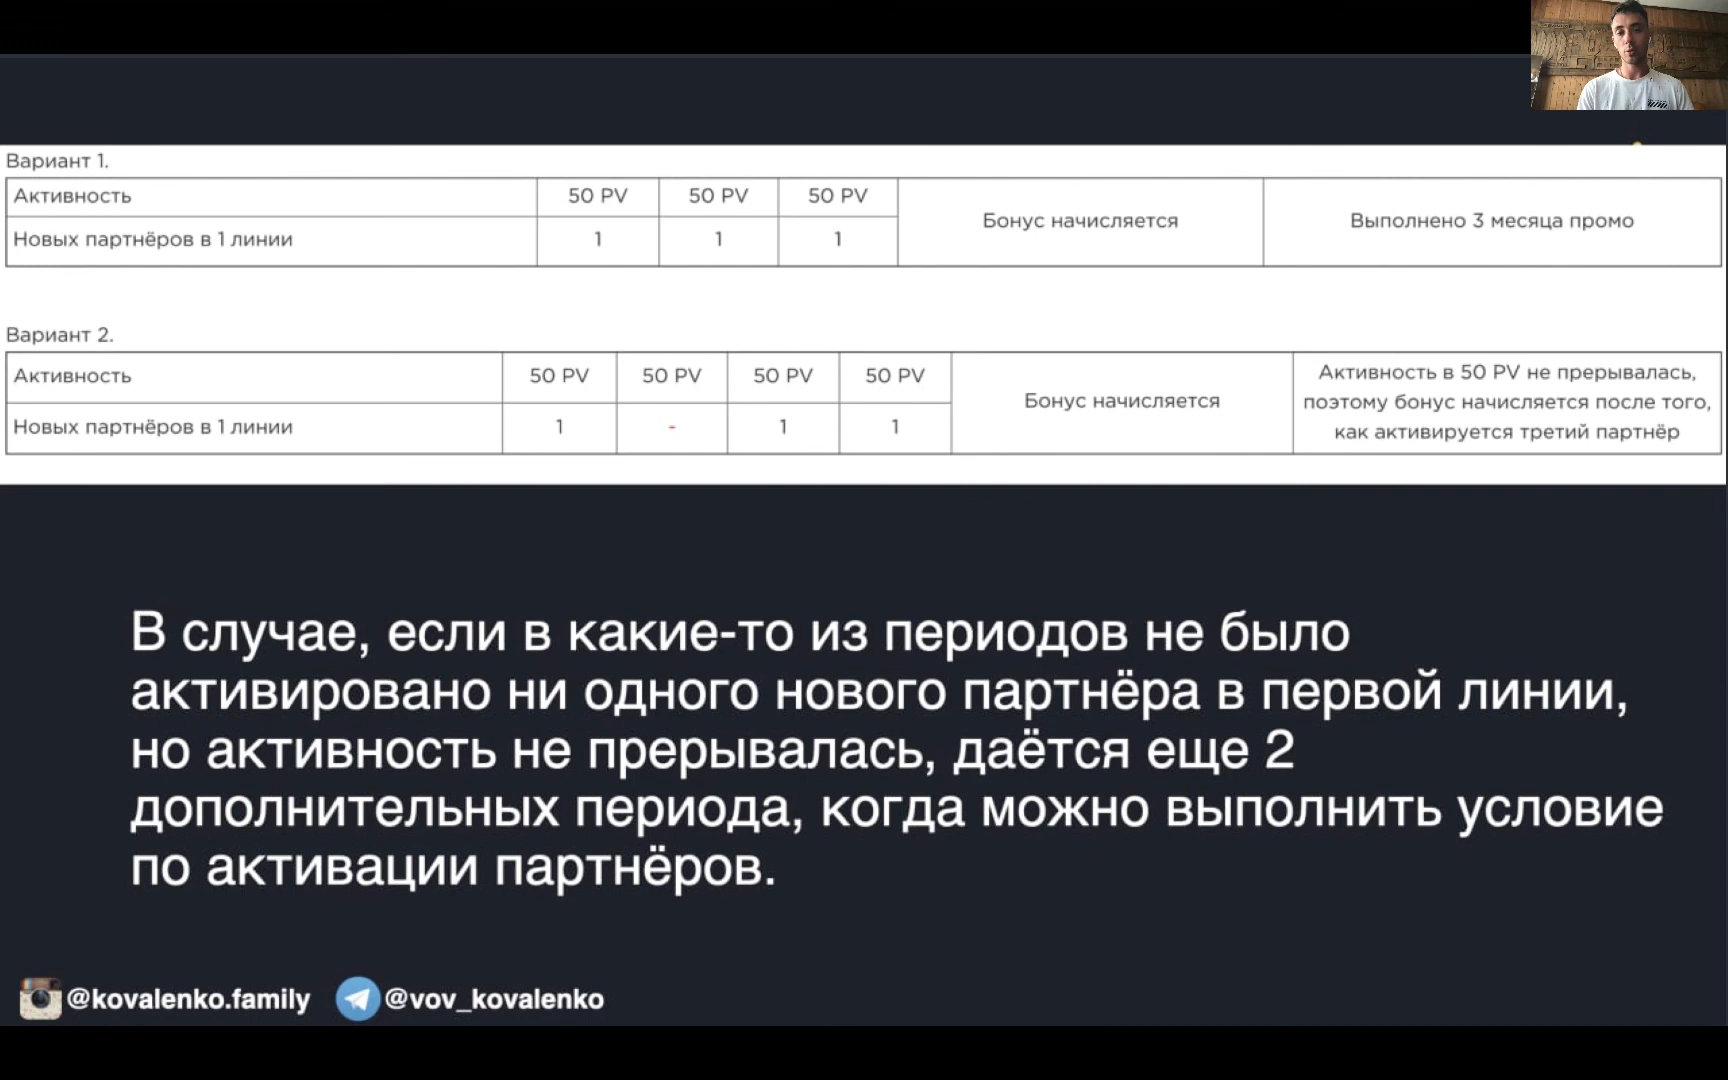 Вариант 1.
Активность 50 PV 50 PV 50 PV
Новых партнёров в 1 линии 1 1 1
Бонус начисляется
Выполнено 3 месяца промо
Вариант 2.
Активность 50 PV 50 PV 50 PV 50 PV
Новых партнёров в 1 линии 1 - 1 1
Бонус начисляется
Активность в 50 PV не прерывалась,
поэтому бонус начисляется после того,
как активируется третий партнёр
В случае, если в какие-то из периодов не было
активировано ни одного нового партнёра в первой линии,
но активность не прерывалась, даётся еще 2
дополнительных периода, когда можно выполнить условие
по активации партнёров.
@kovalenko.family @vov_kovalenko